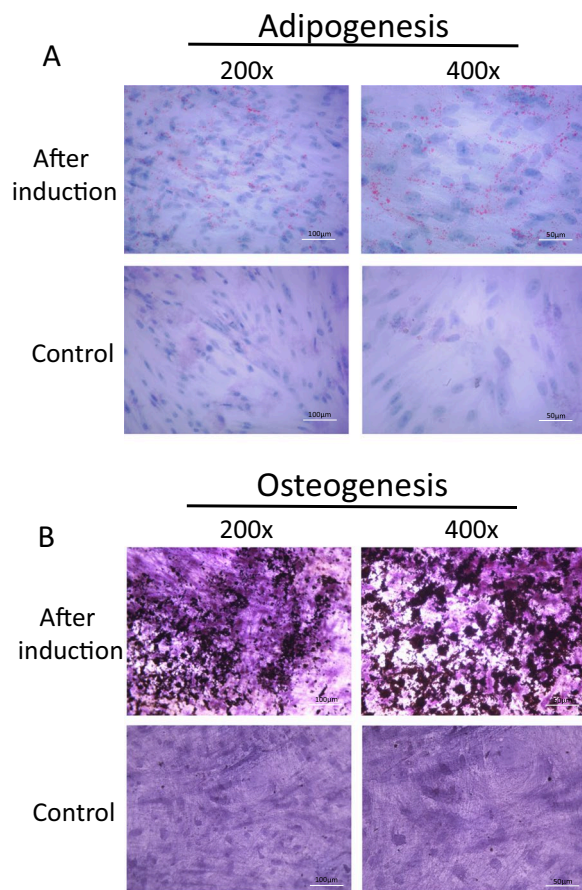 Adipogenesis
A
200x 400x
After
induction
100μm 50μm
Control
100μm 50μm
Osteogenesis
B
200x 400x
After
induction
100μm 50μm
Control
100μm 50μm